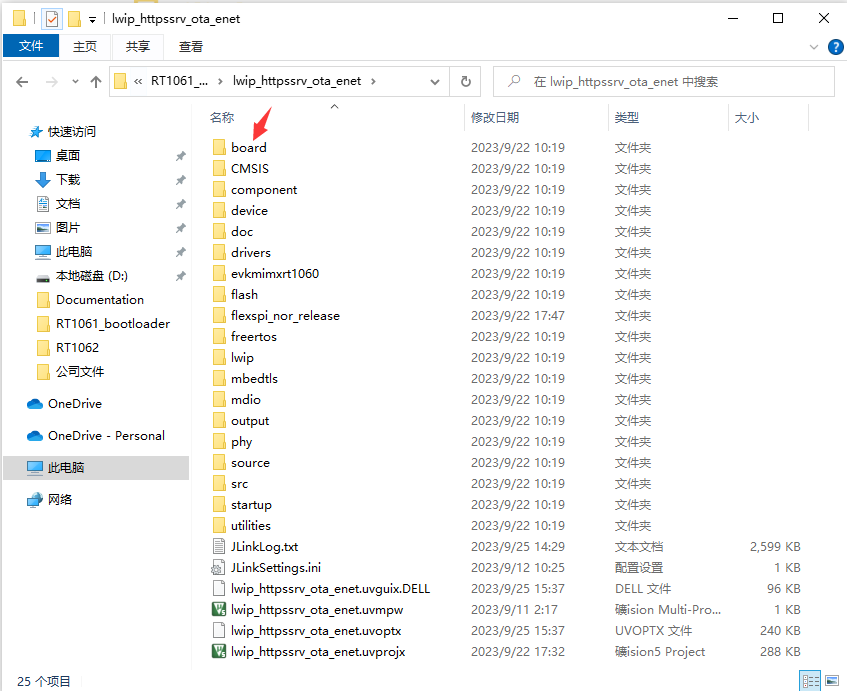 lwip_httpssrv_ota_enet
文件 主页 共享 查看
« RT1061_... › lwip_httpssrv_ota_enet › 在 lwip_httpssrv_ota_enet 中搜索
名称 修改日期 类型 大小
快速访问
桌面
下载
文档
图片
此电脑
本地磁盘 (D:)
Documentation
RT1061_bootloader
RT1062
公司文件
OneDrive
OneDrive - Personal
此电脑
网络
board 2023/9/22 10:19 文件夹
CMSIS 2023/9/22 10:19 文件夹
component 2023/9/22 10:19 文件夹
device 2023/9/22 10:19 文件夹
doc 2023/9/22 10:19 文件夹
drivers 2023/9/22 10:19 文件夹
evkmimxrt1060 2023/9/22 10:19 文件夹
flash 2023/9/22 10:19 文件夹
flexspi_nor_release 2023/9/22 17:47 文件夹
freertos 2023/9/22 10:19 文件夹
lwip 2023/9/22 10:19 文件夹
mbedtls 2023/9/22 10:19 文件夹
mdio 2023/9/22 10:19 文件夹
output 2023/9/22 10:19 文件夹
phy 2023/9/22 10:19 文件夹
source 2023/9/22 10:19 文件夹
src 2023/9/22 10:19 文件夹
startup 2023/9/22 10:19 文件夹
utilities 2023/9/22 10:19 文件夹
JLinkLog.txt 2023/9/25 14:29 文本文档 2,599 KB
JLinkSettings.ini 2023/9/12 10:25 配置设置 1 KB
lwip_httpssrv_ota_enet.uvguix.DELL 2023/9/25 15:37 DELL 文件 96 KB
lwip_httpssrv_ota_enet.uvmpw 2023/9/11 2:17 礦ision Multi-Pro... 1 KB
lwip_httpssrv_ota_enet.uvoptx 2023/9/25 15:37 UVOPTX 文件 240 KB
lwip_httpssrv_ota_enet.uvprojx 2023/9/22 17:32 礦ision5 Project 288 KB
25 个项目